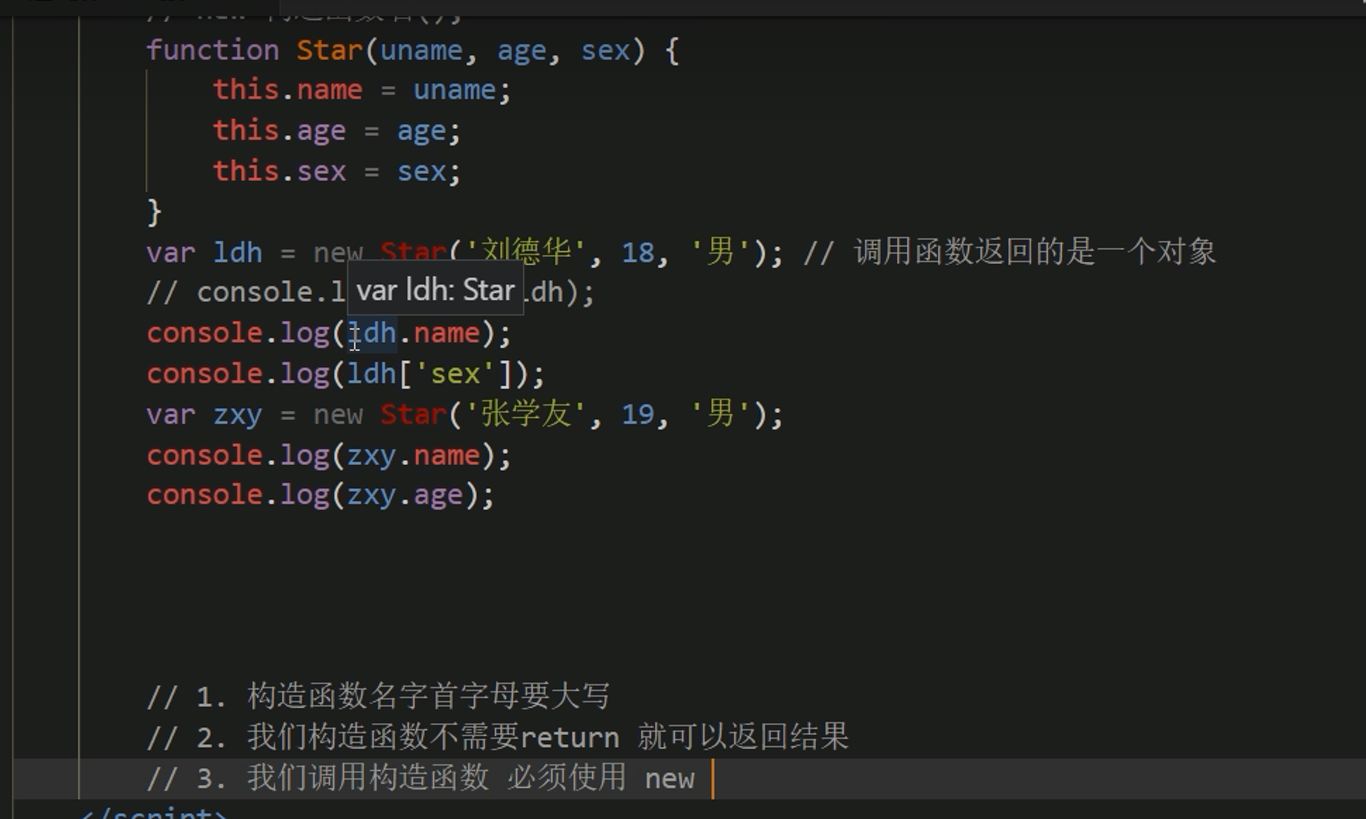 // new 构造函数名();
function Star(uname, age, sex) {
this.name = uname;
this.age = age;
this.sex = sex;
}
var ldh = new Star('刘德华', 18, '男'); // 调用函数返回的是一个对象
// console.l
var ldh: Star
dh);
console.log(ldh.name);
console.log(ldh['sex']);
var zxy = new Star('张学友', 19, '男');
console.log(zxy.name);
console.log(zxy.age);
// 1. 构造函数名字首字母要大写
// 2. 我们构造函数不需要return 就可以返回结果
// 3. 我们调用构造函数 必须使用 new
</script>